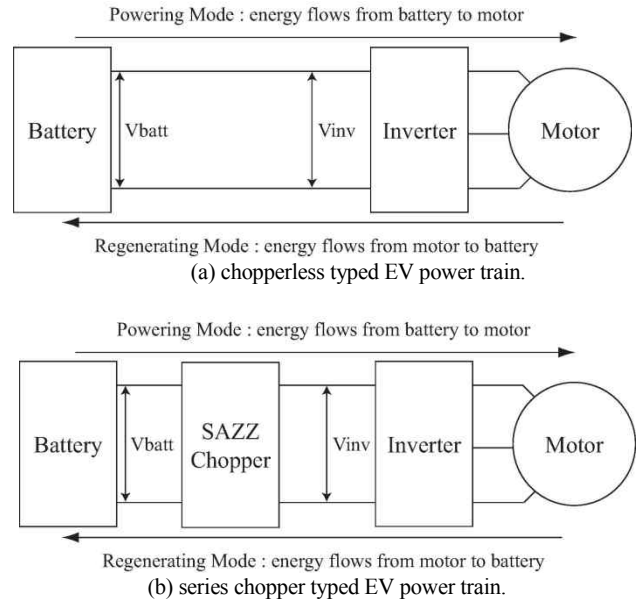 Powering Mode : energy flows from battery to motor
Battery
Vbatt
Vinv
Inverter
Motor
Regenerating Mode : energy flows from motor to battery
(a) chopperless typed EV power train.
Powering Mode : energy flows from battery to motor
Battery
Vbatt
SAZZ
Chopper
Vinv
Inverter
Motor
Regenerating Mode : energy flows from motor to battery
(b) series chopper typed EV power train.